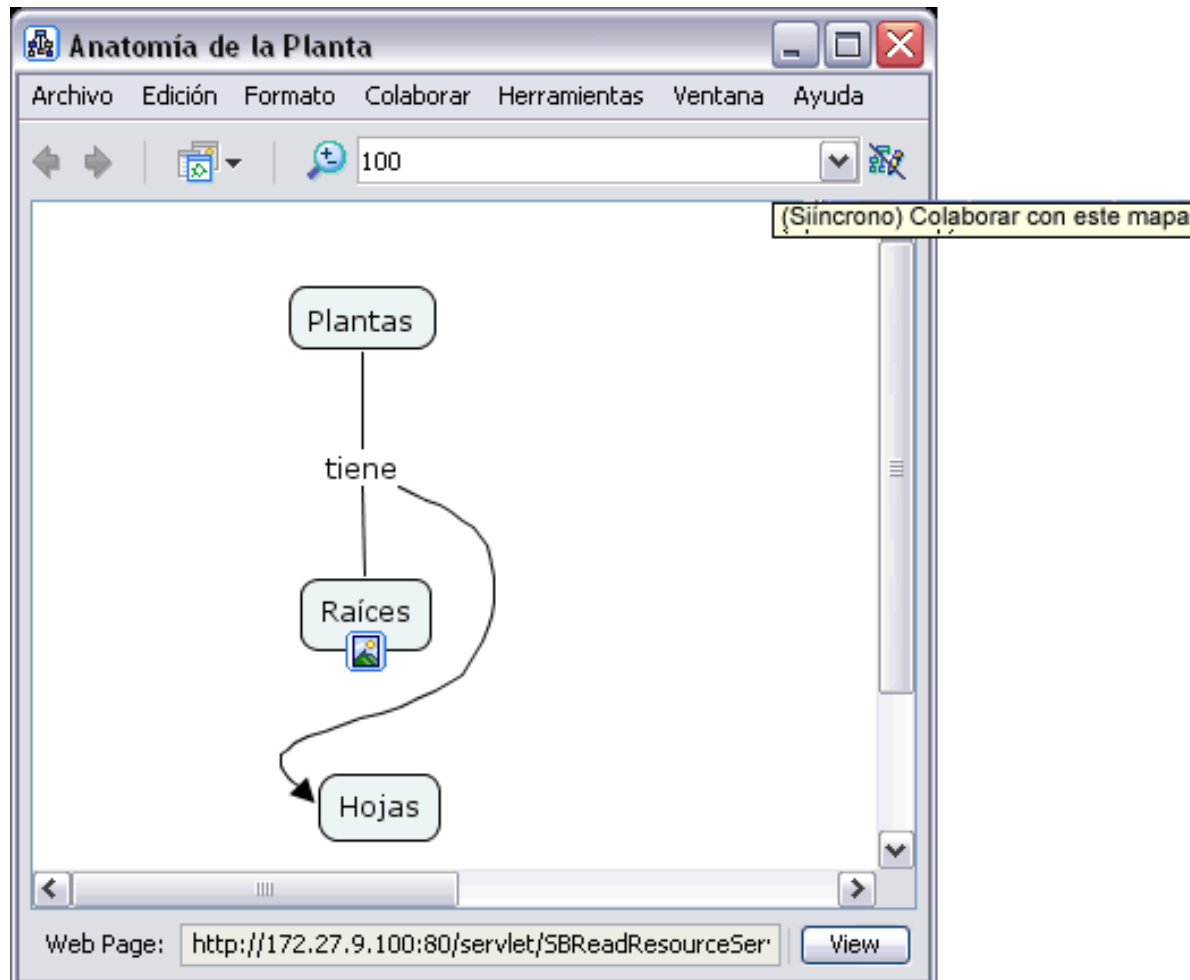 Anatomía de la Planta
Archivo Edición Formato Colaborar Herramientas Ventana Ayuda
100
(Siíncrono) Colaborar con este mapa
Plantas
tiene
Raíces
Hojas
Web Page: http://172.27.9.100:80/servlet/SBReadResourceSer View